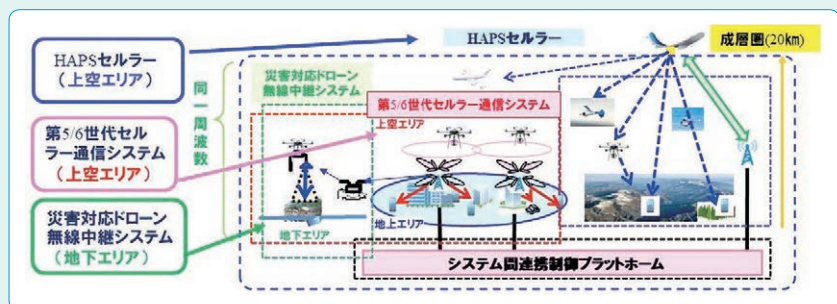 HAPSセルラー
(上空エリア)
第5/6世代セル
ラー通信システム
(上空エリア)
災害対応ドローン
無線中継システム
(地下エリア)
同一周波数
HAPSセルラー
成層圏(20km)
災害対応ドローン
無線中継システム
第5/6世代セルラー通信システム
上空エリア
地上エリア
地下エリア
システム間連携制御プラットホーム